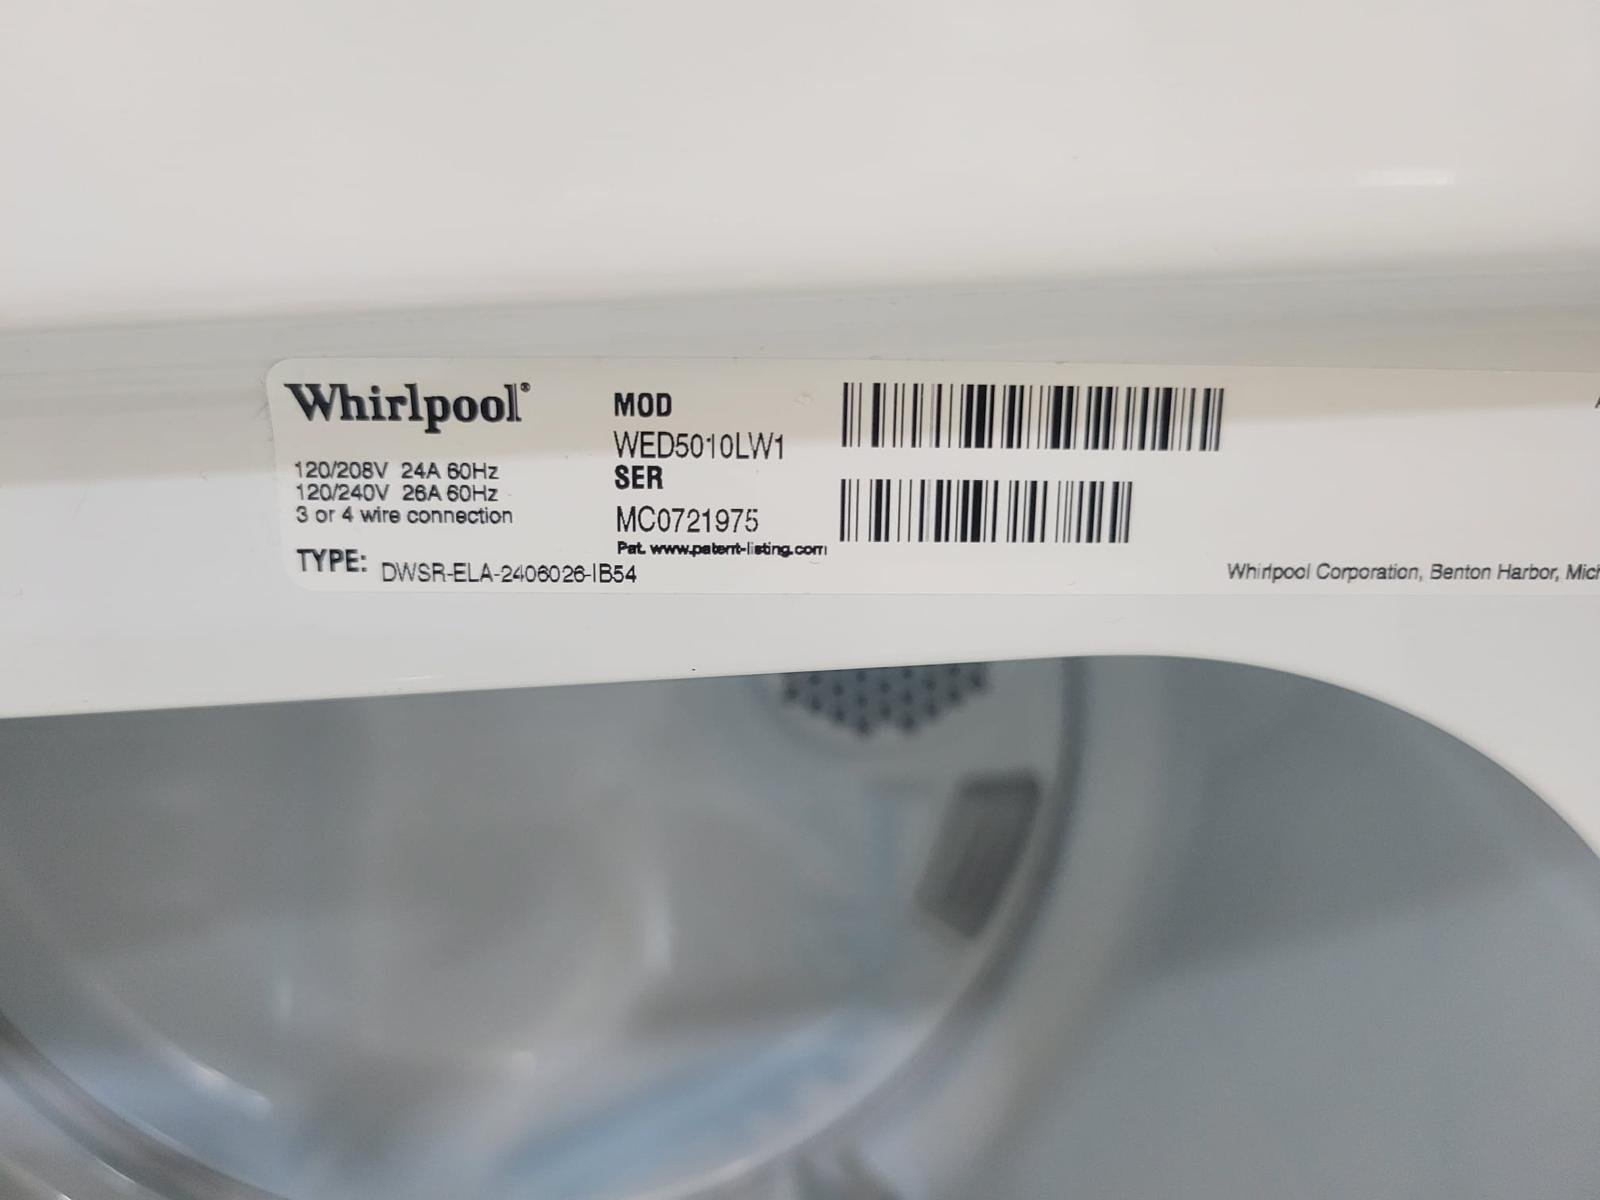 Whirlpool®
120/208V 24A 60Hz
120/240V 26A 60Hz
3 or 4 wire connection
TYPE: DWSR-ELA-2406026-IB54
MOD
WED5010LW1
SER
MC0721975
Pat. www.patent-listing.com
Whirlpool Corporation, Benton Harbor, Mich